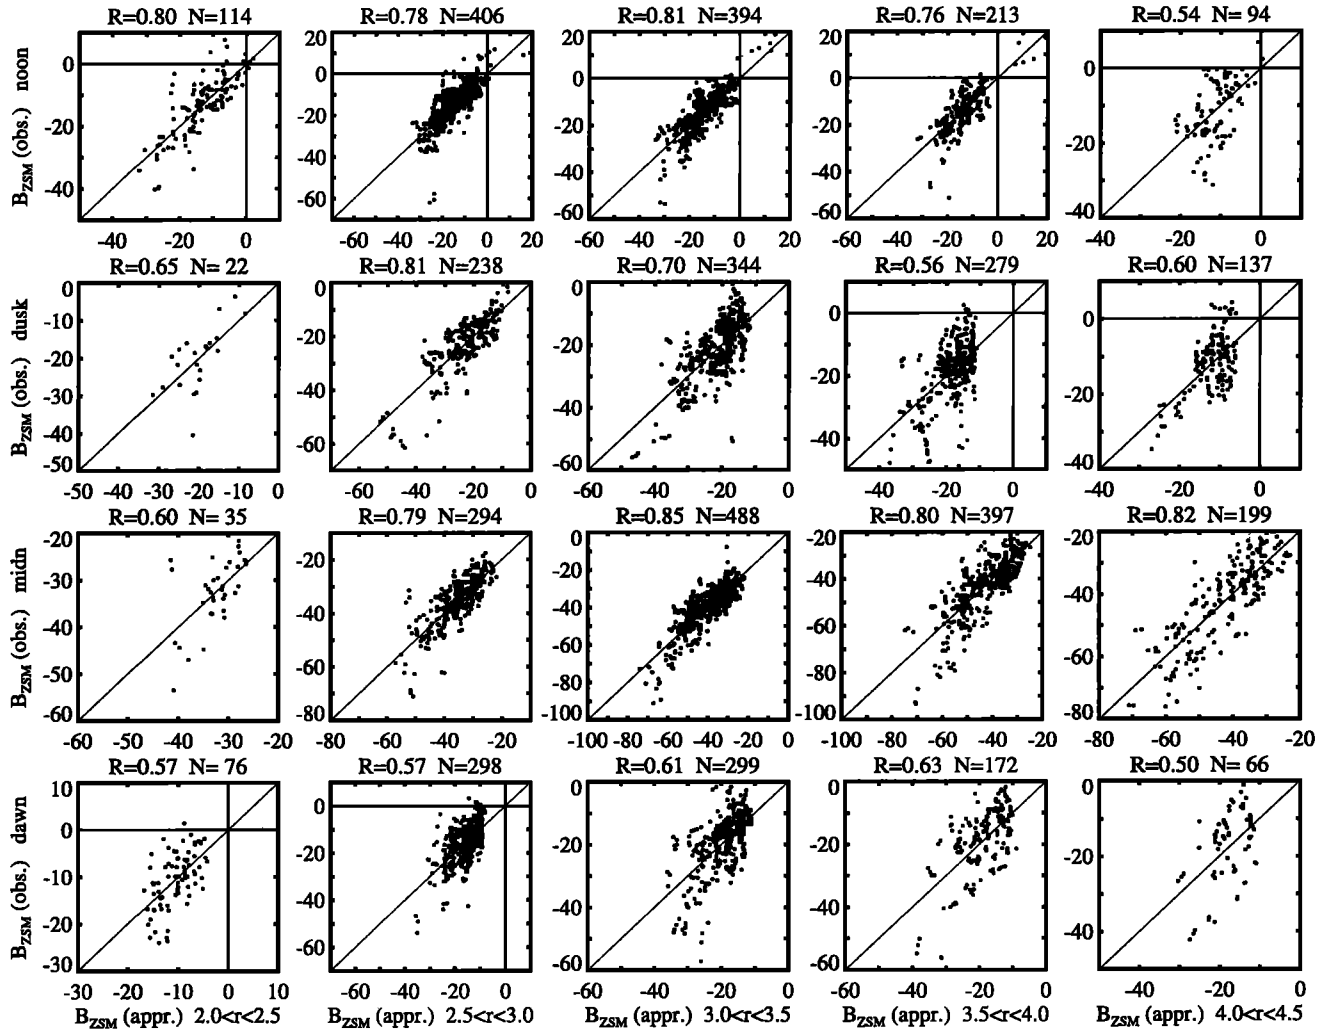 R=0.80 N=114 R=0.78 N=406 R=0.81 N=394 R=0.76 N=213 R=0.54 N= 94
B_ZSM (obs.) noon
0 -20 -40
20 0 -20 -40 -60
20 0 -20 -40 -60
20 0 -20 -40 -60
0 -20 -40
-40 -20 0 -60 -40 -20 0 20 -60 -40 -20 0 20 -60 -40 -20 0 20 -40 -20 0
R=0.65 N= 22 R=0.81 N=238 R=0.70 N=344 R=0.56 N=279 R=0.60 N=137
B_ZSM (obs.) dusk
0 -10 -20 -30 -40 -50
0 -20 -40 -60
0 -20 -40 -60
0 -20 -40
0 -20 -40
-50 -40 -30 -20 -10 0 -60 -40 -20 0 -60 -40 -20 0 -40 -20 0 -40 -20 0
R=0.60 N= 35 R=0.79 N=294 R=0.85 N=488 R=0.80 N=397 R=0.82 N=199
B_ZSM (obs.) midn
-20 -30 -40 -50 -60
-20 -40 -60 -80
0 -20 -40 -60 -80 -100
-20 -40 -60 -80 -100
-20 -40 -60 -80
-60 -50 -40 -30 -20 -80 -60 -40 -20 -100 -80 -60 -40 -20 0 -100 -80 -60 -40 -20 -80 -60 -40 -20
R=0.57 N= 76 R=0.57 N=298 R=0.61 N=299 R=0.63 N=172 R=0.50 N= 66
B_ZSM (obs.) dawn
10 0 -10 -20 -30
0 -20 -40 -60
0 -20 -40 -60
0 -20 -40 -60
0 -20 -40
-30 -20 -10 0 10 -60 -40 -20 0 -60 -40 -20 0 -60 -40 -20 0 -60 -40 -20 0
B_ZSM (appr.) 2.0<r<2.5 B_ZSM (appr.) 2.5<r<3.0 B_ZSM (appr.) 3.0<r<3.5 B_ZSM (appr.) 3.5<r<4.0 B_ZSM (appr.) 4.0<r<4.5